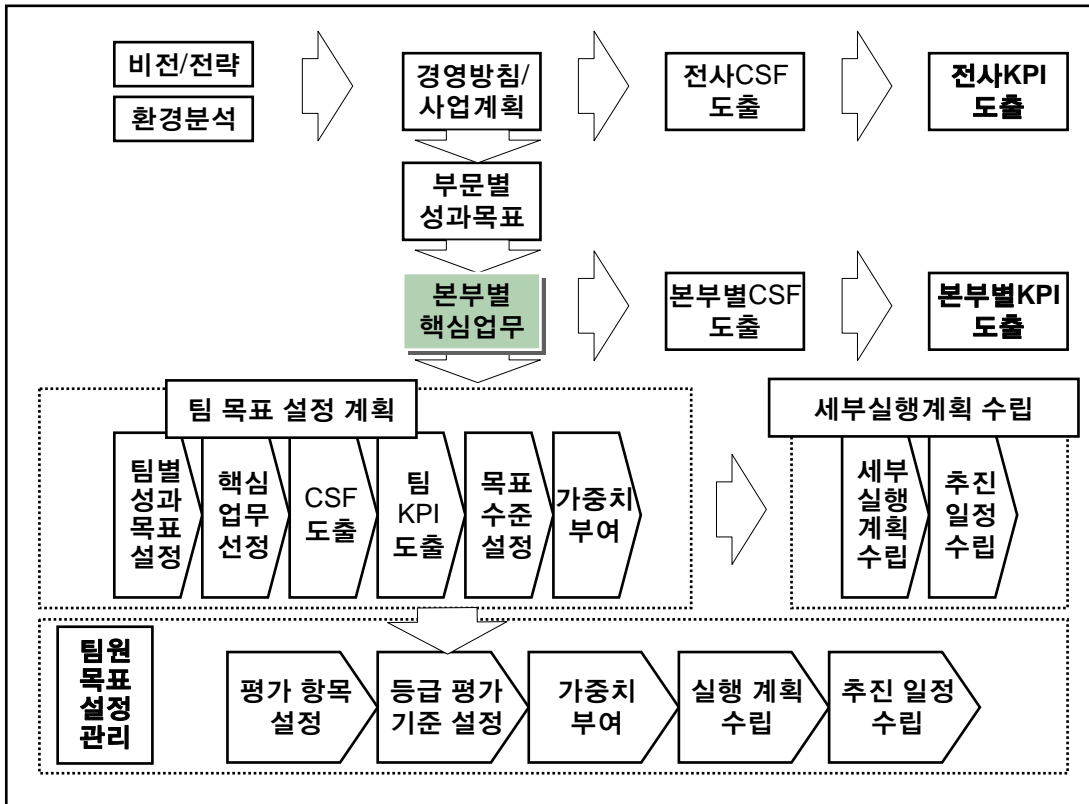 비전/전략
환경분석
경영방침/
사업계획
전사CSF
도출
전사KPI
도출
부문별
성과목표
본부별
핵심업무
본부별CSF
도출
본부별KPI
도출
팀 목표 설정 계획
팀별
성과
목표
설정
핵심
업무
선정
CSF
도출
팀
KPI
도출
목표
수준
설정
가중치
부여
세부실행계획 수립
세부
실행
계획
수립
추진
일정
수립
팀원
목표
설정
관리
평가 항목
설정
등급 평가
기준 설정
가중치
부여
실행 계획
수립
추진 일정
수립